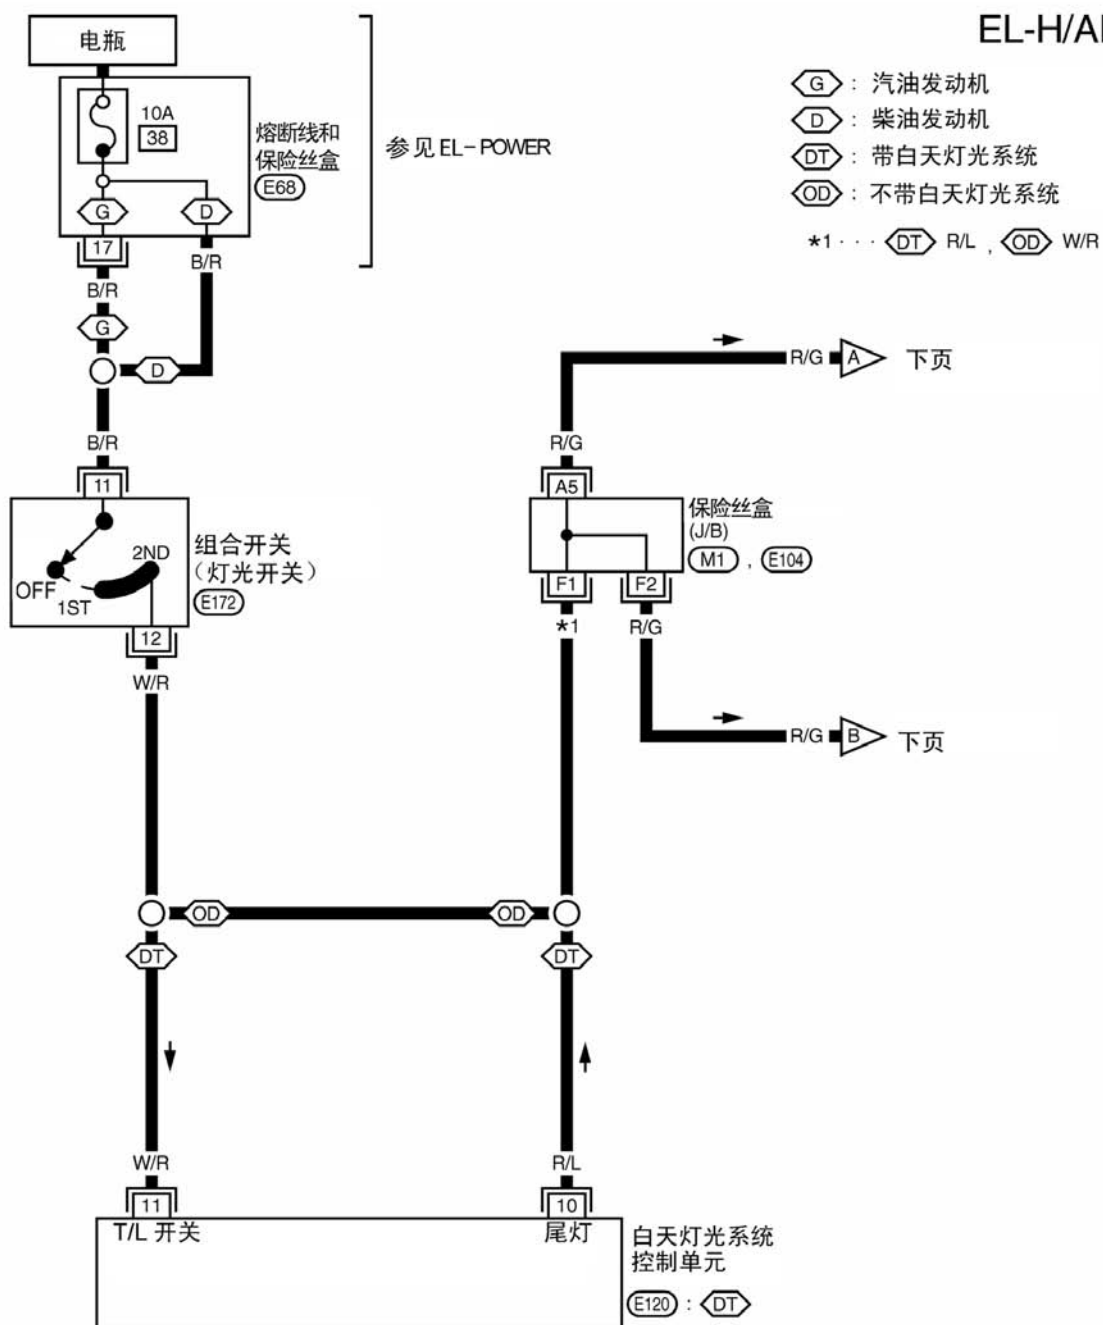 EL-H/A
电瓶
10A
38
熔断线和
保险丝盒
E68
参见 EL-POWER
G : 汽油发动机
D : 柴油发动机
DT : 带白天灯光系统
OD : 不带白天灯光系统
*1 ··· DT R/L , OD W/R
G
D
17
B/R
B/R
G
D
B/R
11
2ND
OFF
1ST
组合开关
(灯光开关)
E172
12
W/R
R/G
A
下页
R/G
A5
保险丝盒
(J/B)
M1 , E104
F1
F2
*1
R/G
R/G
B
下页
OD
OD
DT
DT
W/R
R/L
11
10
T/L 开关
尾灯
白天灯光系统
控制单元
E120 : DT